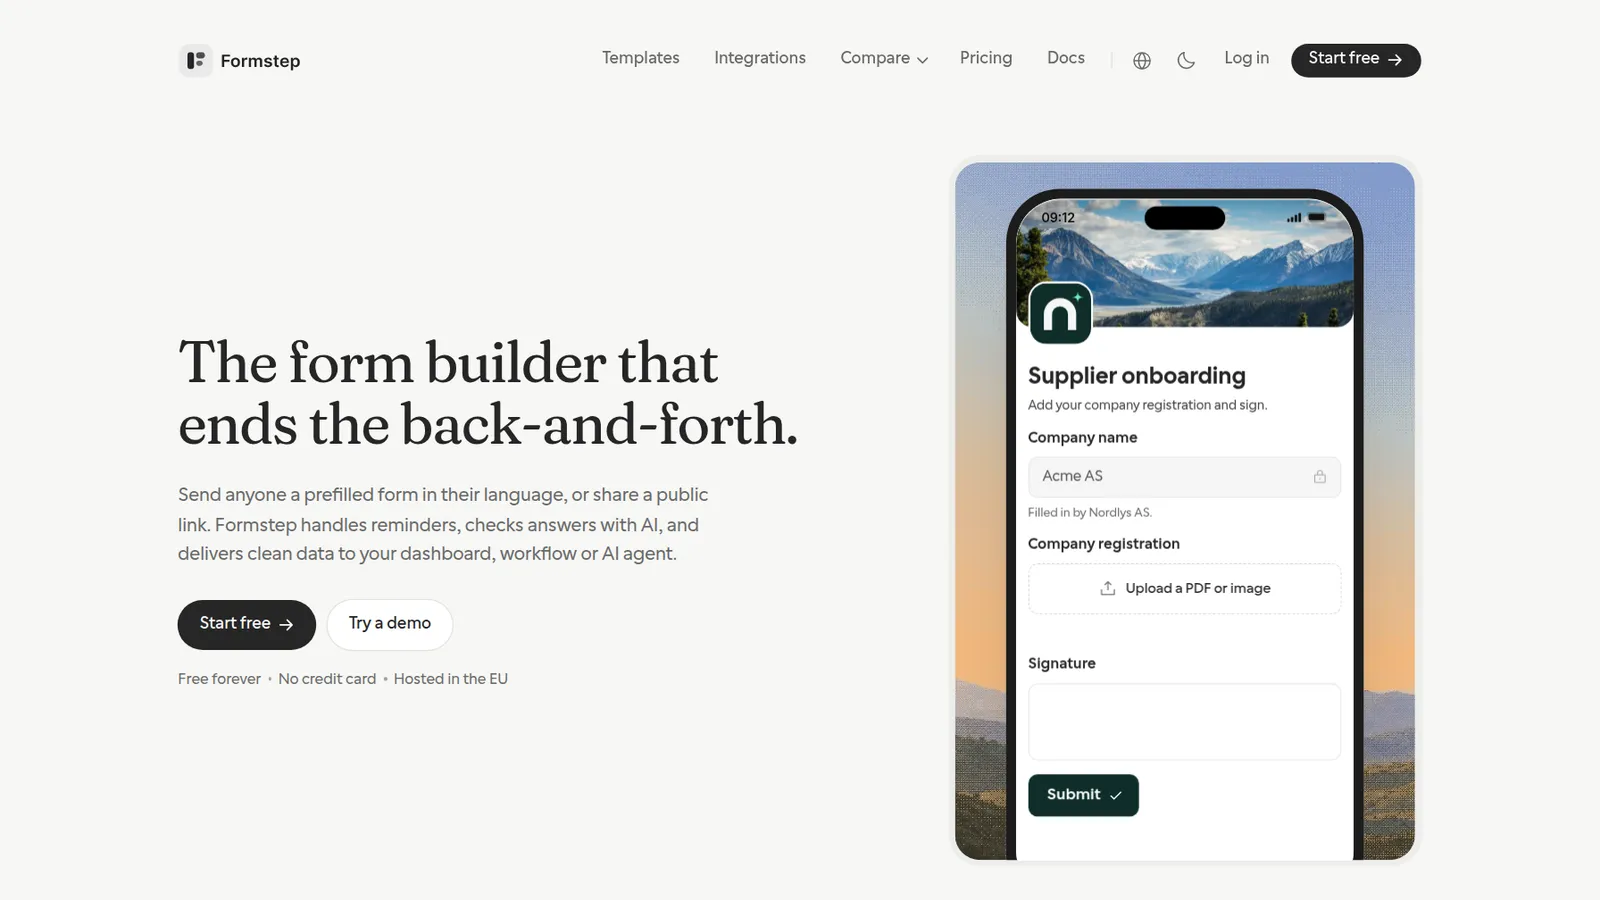 Formstep
Templates
Integrations
Compare
Pricing
Docs
Log in
Start free →
The form builder that
ends the back-and-forth.
Send anyone a prefilled form in their language, or share a public
link. Formstep handles reminders, checks answers with AI, and
delivers clean data to your dashboard, workflow or AI agent.
Start free →
Try a demo
Free forever • No credit card • Hosted in the EU
09:12
n
Supplier onboarding
Add your company registration and sign.
Company name
Acme AS
Filled in by Nordlys AS.
Company registration
Upload a PDF or image
Signature
Submit ✓